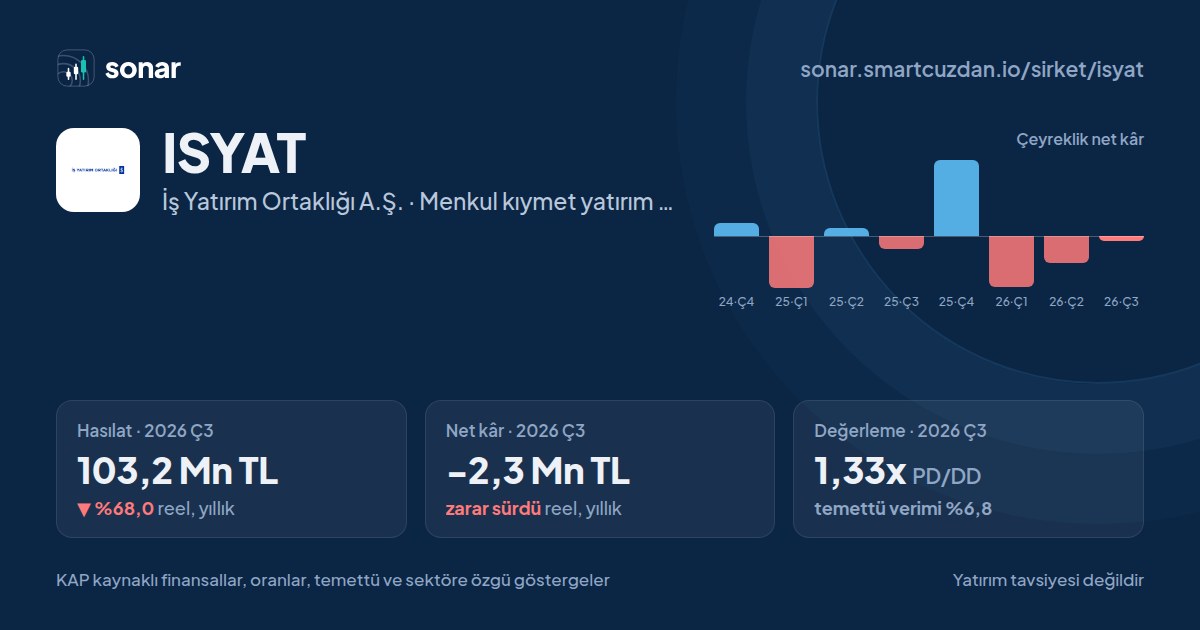 sonar
sonar.smartcuzdan.io/sirket/isyat
İŞ YATIRIM ORTAKLIĞI
ISYAT
İş Yatırım Ortaklığı A.Ş. · Menkul kıymet yatırım ...
Çeyreklik net kâr
24·Ç4 25·Ç1 25·Ç2 25·Ç3 25·Ç4 26·Ç1 26·Ç2 26·Ç3
Hasılat · 2026 Ç3
103,2 Mn TL
▼ %68,0 reel, yıllık
Net kâr · 2026 Ç3
−2,3 Mn TL
zarar sürdü reel, yıllık
Değerleme · 2026 Ç3
1,33x PD/DD
temettü verimi %6,8
KAP kaynaklı finansallar, oranlar, temettü ve sektöre özgü göstergeler
Yatırım tavsiyesi değildir